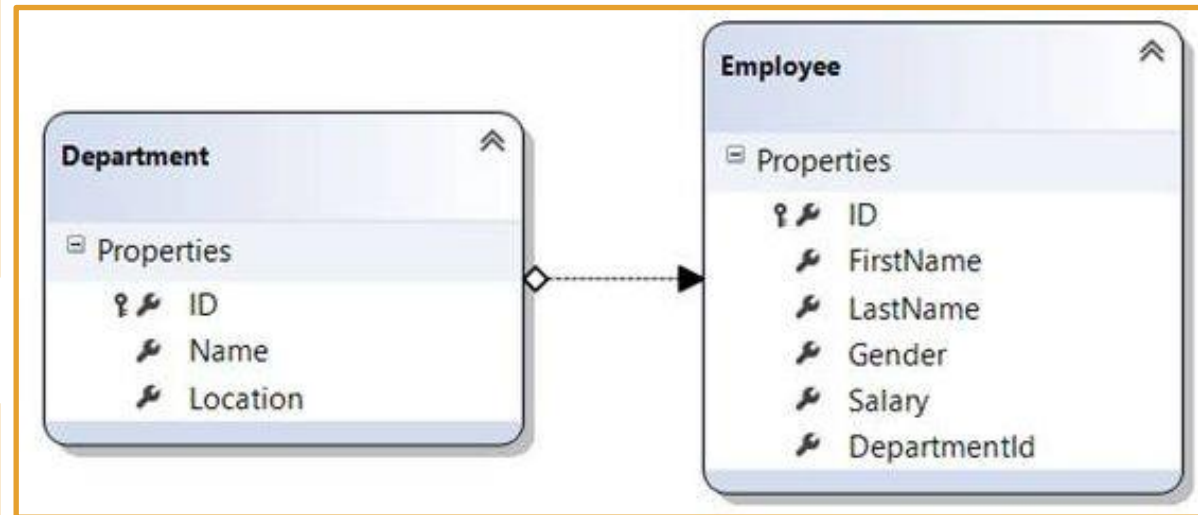 Department
Properties
ID
Name
Location
Employee
Properties
ID
FirstName
LastName
Gender
Salary
DepartmentId